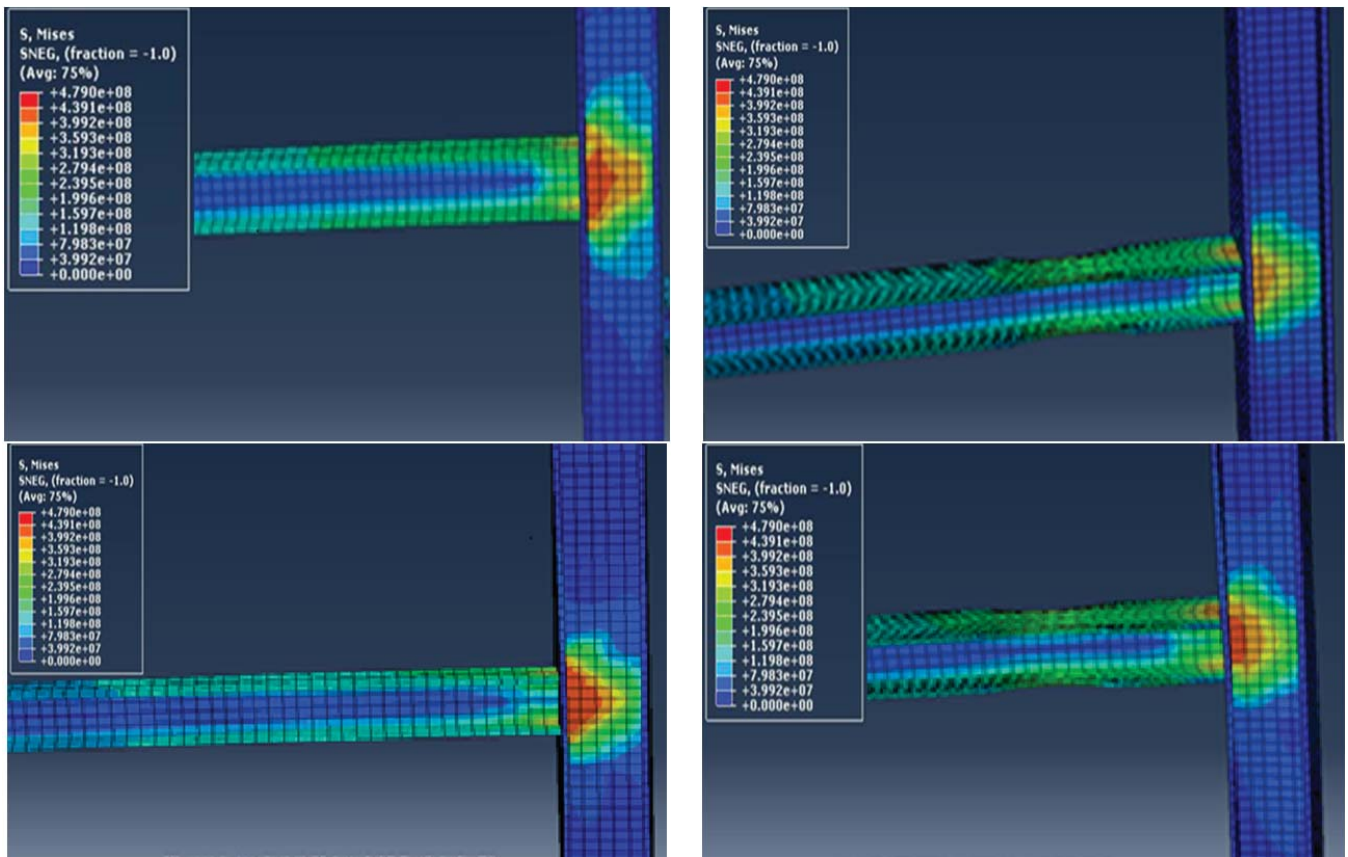 S, Mises
SNEG, (fraction = -1.0)
(Avg: 75%)
+4.790e+08
+4.391e+08
+3.992e+08
+3.593e+08
+3.193e+08
+2.794e+08
+2.395e+08
+1.996e+08
+1.597e+08
+1.198e+08
+7.983e+07
+3.992e+07
+0.000e+00
S, Mises
SNEG, (fraction = -1.0)
(Avg: 75%)
+4.790e+08
+4.391e+08
+3.992e+08
+3.593e+08
+3.193e+08
+2.794e+08
+2.395e+08
+1.996e+08
+1.597e+08
+1.198e+08
+7.983e+07
+3.992e+07
+0.000e+00
S, Mises
SNEG, (fraction = -1.0)
(Avg: 75%)
+4.790e+08
+4.391e+08
+3.992e+08
+3.593e+08
+3.193e+08
+2.794e+08
+2.395e+08
+1.996e+08
+1.597e+08
+1.198e+08
+7.983e+07
+3.992e+07
+0.000e+00
S, Mises
SNEG, (fraction = -1.0)
(Avg: 75%)
+4.790e+08
+4.391e+08
+3.992e+08
+3.593e+08
+3.193e+08
+2.794e+08
+2.395e+08
+1.996e+08
+1.597e+08
+1.198e+08
+7.983e+07
+3.992e+07
+0.000e+00